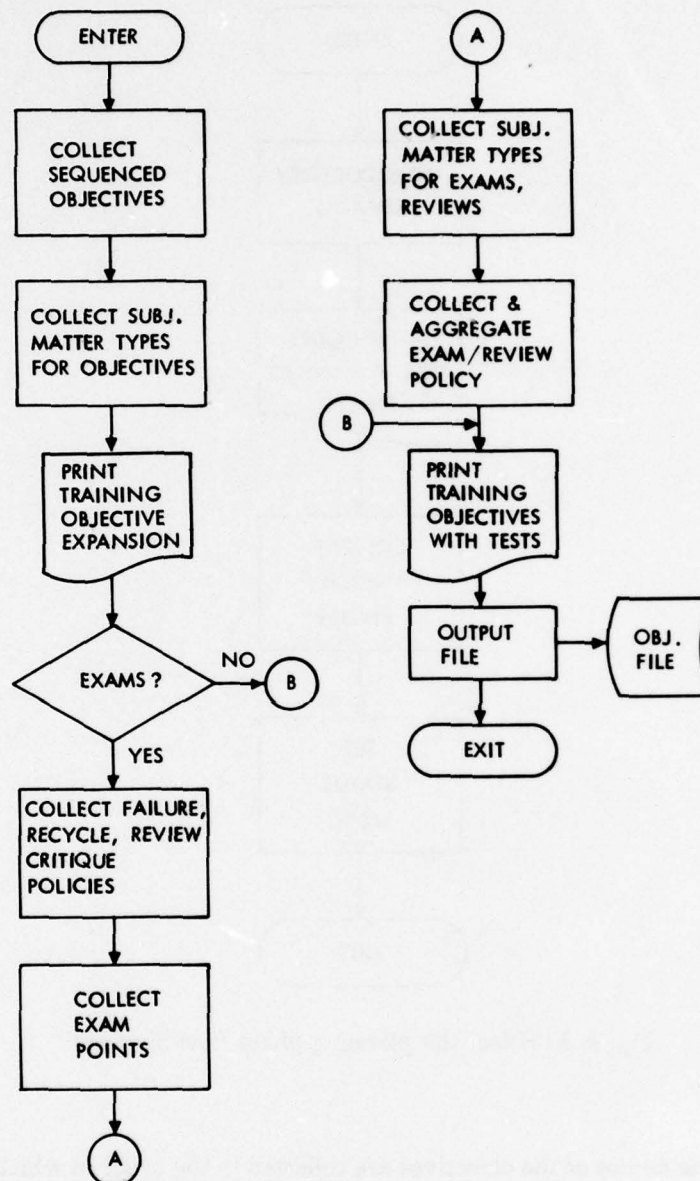 ENTER
COLLECT
SEQUENCED
OBJECTIVES
COLLECT SUBJ.
MATTER TYPES
FOR OBJECTIVES
PRINT
TRAINING
OBJECTIVE
EXPANSION
EXAMS ?
NO
B
YES
COLLECT FAILURE,
RECYCLE, REVIEW
CRITIQUE
POLICIES
COLLECT
EXAM
POINTS
A
A
COLLECT SUBJ.
MATTER TYPES
FOR EXAMS,
REVIEWS
COLLECT &
AGGREGATE
EXAM/REVIEW
POLICY
B
PRINT
TRAINING
OBJECTIVES
WITH TESTS
OUTPUT
FILE
OBJ.
FILE
EXIT